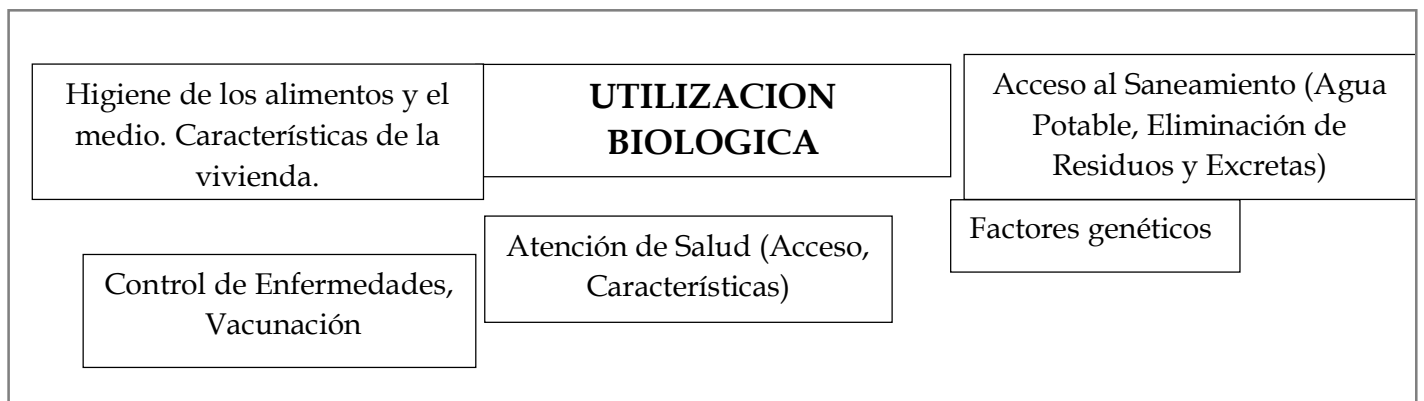 Higiene de los alimentos y el
medio. Características de la
vivienda.
UTILIZACION
BIOLOGICA
Acceso al Saneamiento (Agua
Potable, Eliminación de
Residuos y Excretas)
Control de Enfermedades,
Vacunación
Atención de Salud (Acceso,
Características)
Factores genéticos